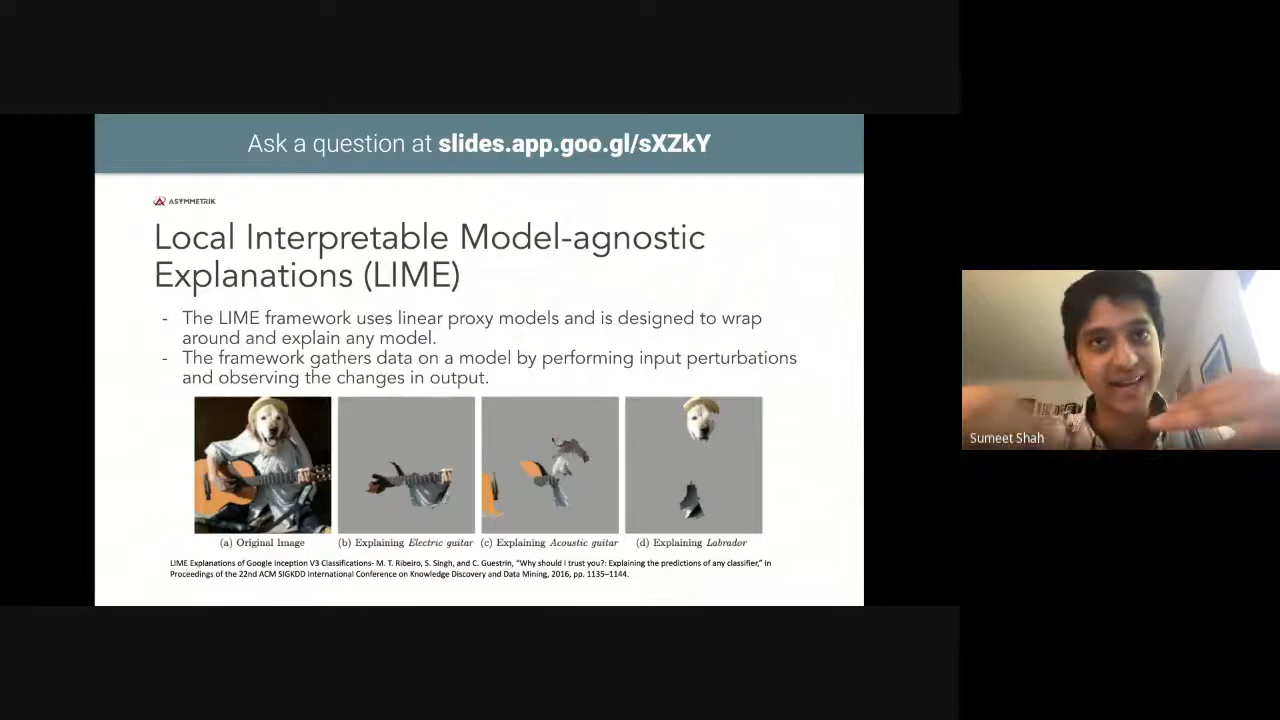 Ask a question at slides.app.goo.gl/sXZkY
ASYMMETRIK
Local Interpretable Model-agnostic
Explanations (LIME)
- The LIME framework uses linear proxy models and is designed to wrap
around and explain any model.
- The framework gathers data on a model by performing input perturbations
and observing the changes in output.
(a) Original Image
(b) Explaining Electric guitar
(c) Explaining Acoustic guitar
(d) Explaining Labrador
LIME Explanations of Google Inception V3 Classifications- M. T. Ribeiro, S. Singh, and C. Guestrin, "Why should I trust you?: Explaining the predictions of any classifier," in
Proceedings of the 22nd ACM SIGKDD International Conference on Knowledge Discovery and Data Mining, 2016, pp. 1135–1144.
Sumeet Shah